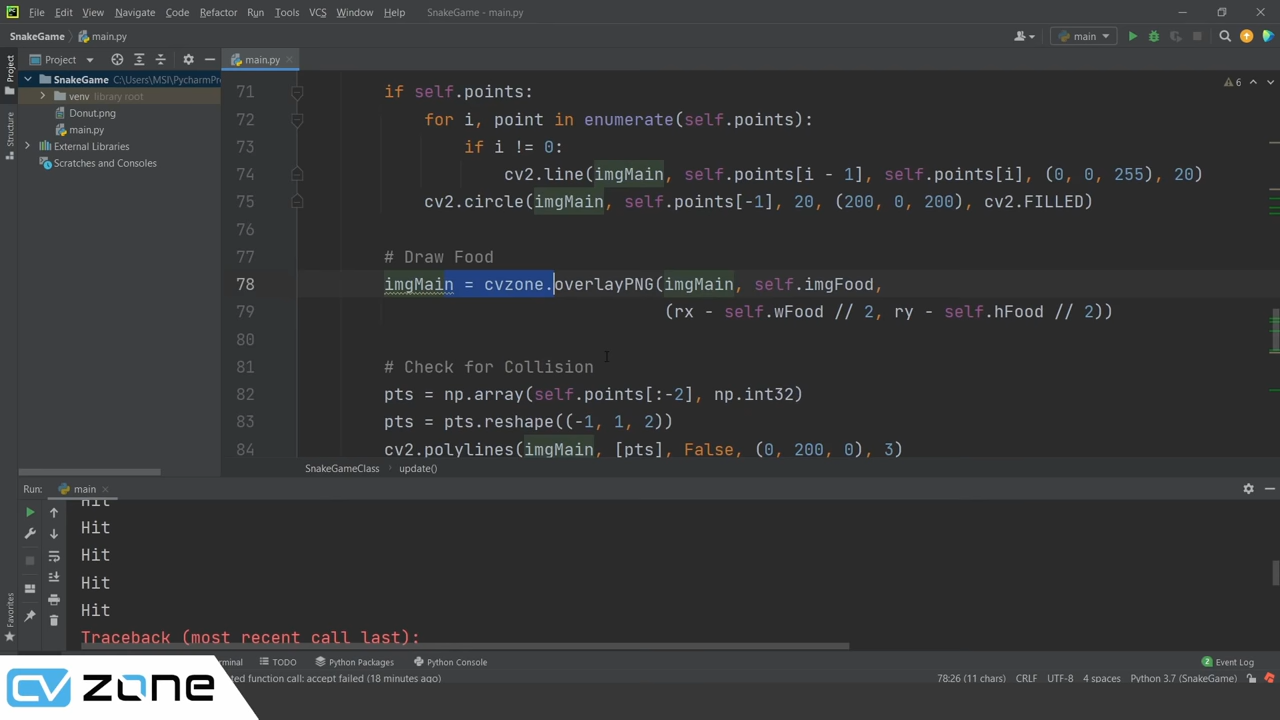 File Edit View Navigate Code Refactor Run Tools VCS Window Help SnakeGame - main.py
SnakeGame main.py main
Project main.py
Project
SnakeGame C:\Users\MSI\PycharmPr
venv library root
Donut.png
main.py
External Libraries
Scratches and Consoles
Structure
6
71 if self.points:
72 for i, point in enumerate(self.points):
73 if i != 0:
74 cv2.line(imgMain, self.points[i - 1], self.points[i], (0, 0, 255), 20)
75 cv2.circle(imgMain, self.points[-1], 20, (200, 0, 200), cv2.FILLED)
76
77 # Draw Food
78 imgMain = cvzone.overlayPNG(imgMain, self.imgFood,
79 (rx - self.wFood // 2, ry - self.hFood // 2))
80
81 # Check for Collision
82 pts = np.array(self.points[:-2], np.int32)
83 pts = pts.reshape((-1, 1, 2))
84 cv2.polylines(imgMain, [pts], False, (0, 200, 0), 3)
SnakeGameClass update()
Run: main
Hit
Hit
Hit
Hit
Hit
Traceback (most recent call last):
Favorites
minal TODO Python Packages Python Console Event Log
2
ted function call: accept failed (18 minutes ago) 78:26 (11 chars) CRLF UTF-8 4 spaces Python 3.7 (SnakeGame)
CVZone